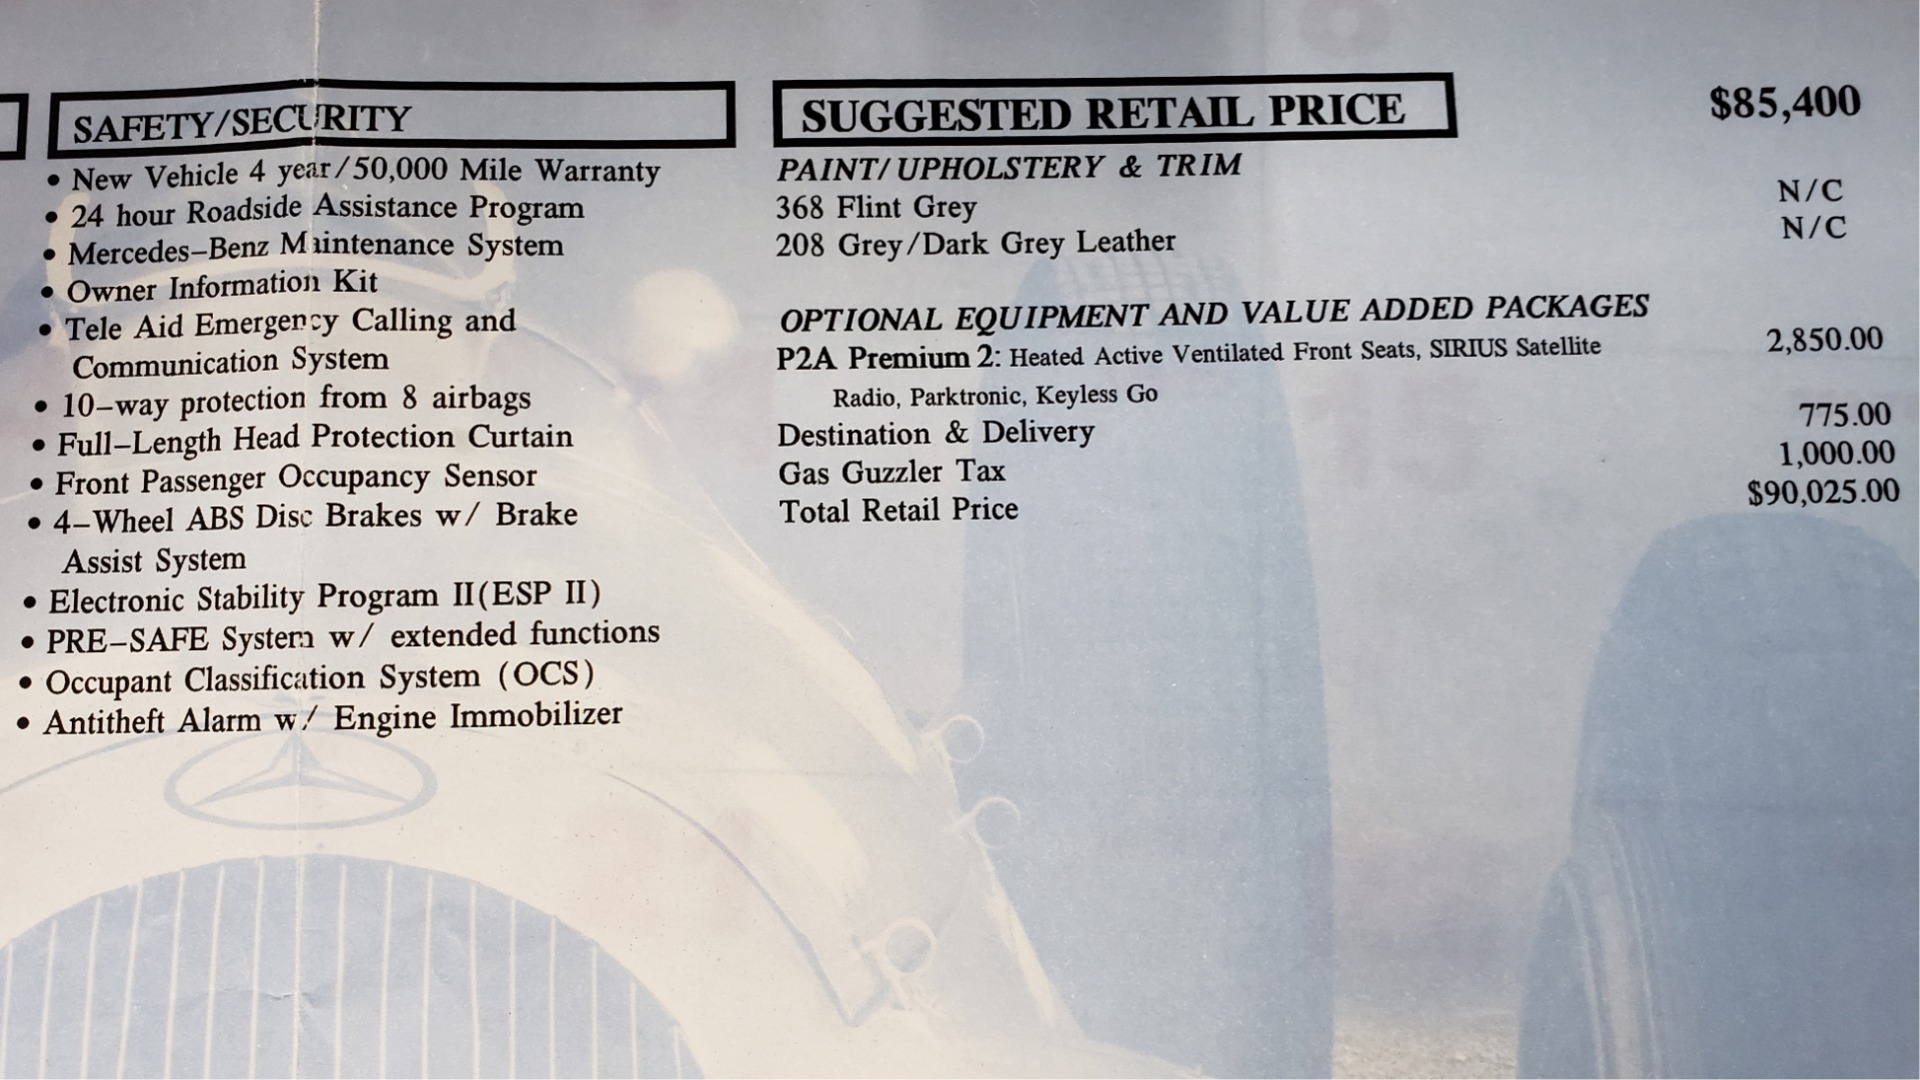 SAFETY/SECURITY
• New Vehicle 4 year/50,000 Mile Warranty
• 24 hour Roadside Assistance Program
• Mercedes-Benz Maintenance System
• Owner Information Kit
• Tele Aid Emergency Calling and
Communication System
• 10-way protection from 8 airbags
• Full-Length Head Protection Curtain
• Front Passenger Occupancy Sensor
• 4-Wheel ABS Disc Brakes w/ Brake
Assist System
• Electronic Stability Program II(ESP II)
• PRE-SAFE System w/ extended functions
• Occupant Classification System (OCS)
• Antitheft Alarm w/ Engine Immobilizer
SUGGESTED RETAIL PRICE $85,400
PAINT/UPHOLSTERY & TRIM
368 Flint Grey N/C
208 Grey/Dark Grey Leather N/C
OPTIONAL EQUIPMENT AND VALUE ADDED PACKAGES
P2A Premium 2: Heated Active Ventilated Front Seats, SIRIUS Satellite 2,850.00
Radio, Parktronic, Keyless Go
Destination & Delivery 775.00
Gas Guzzler Tax 1,000.00
Total Retail Price $90,025.00